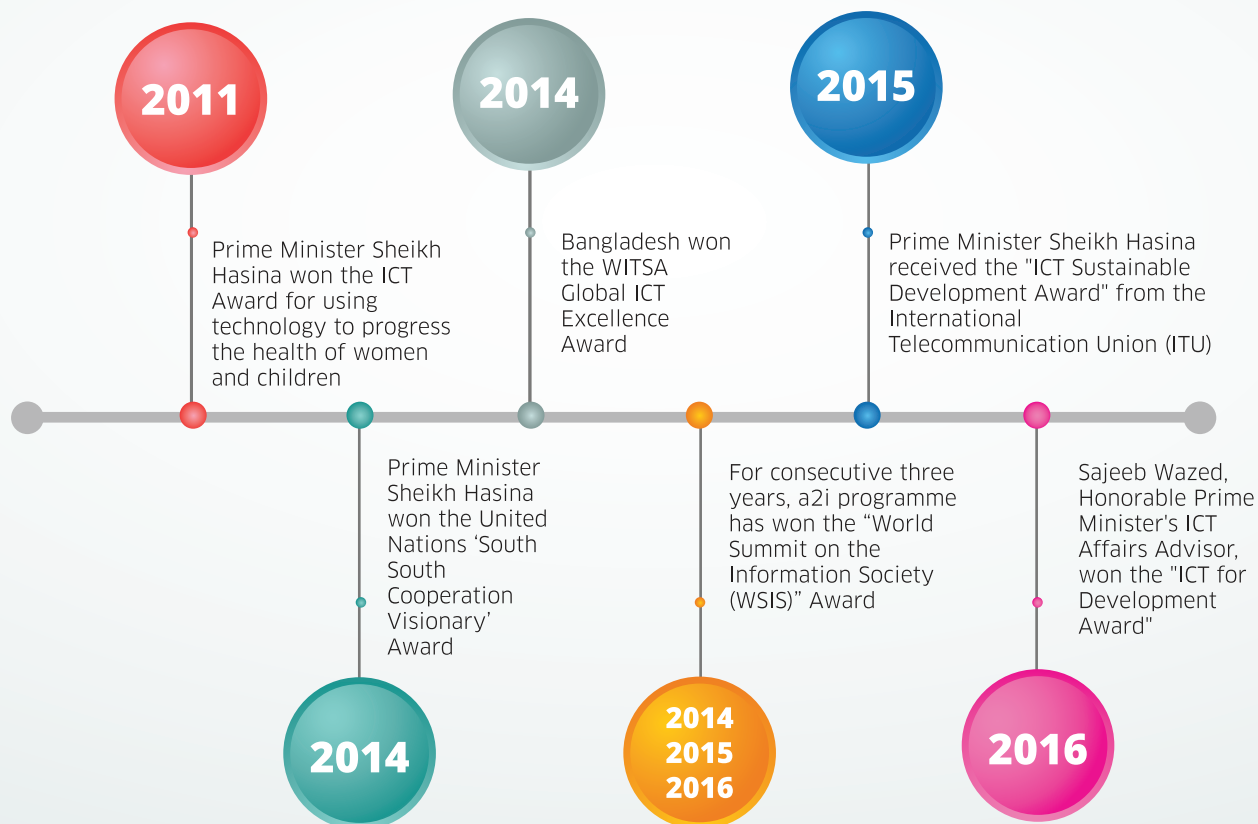 2011
Prime Minister Sheikh
Hasina won the ICT
Award for using
technology to progress
the health of women
and children
2014
Prime Minister
Sheikh Hasina
won the United
Nations ‘South
South
Cooperation
Visionary’
Award
2014
Bangladesh won
the WITSA
Global ICT
Excellence
Award
2014
2015
2016
For consecutive three
years, a2i programme
has won the “World
Summit on the
Information Society
(WSIS)” Award
2015
Prime Minister Sheikh Hasina
received the "ICT Sustainable
Development Award" from the
International
Telecommunication Union (ITU)
2016
Sajeeb Wazed,
Honorable Prime
Minister’s ICT
Affairs Advisor,
won the "ICT for
Development
Award"